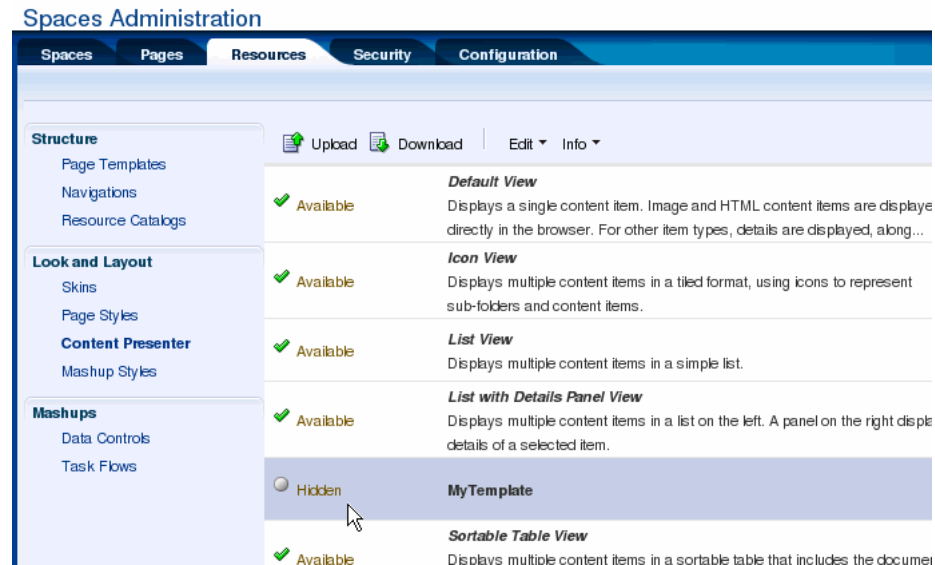 Spaces Administration
Spaces Pages Resources Security Configuration
Structure
Page Templates
Navigations
Resource Catalogs
Look and Layout
Skins
Page Styles
Content Presenter
Mashup Styles
Mashups
Data Controls
Task Flows
Upload Download Edit Info
Default View
Available
Displays a single content item. Image and HTML content items are displaye
directly in the browser. For other item types, details are displayed, along...
Icon View
Available
Displays multiple content items in a tiled format, using icons to represent
sub-folders and content items.
List View
Available
Displays multiple content items in a simple list.
List with Details Panel View
Available
Displays multiple content items in a list on the left. A panel on the right displa
details of a selected item.
Hidden MyTemplate
Sortable Table View
Available
Displays multiple content items in a sortable table that includes the documen